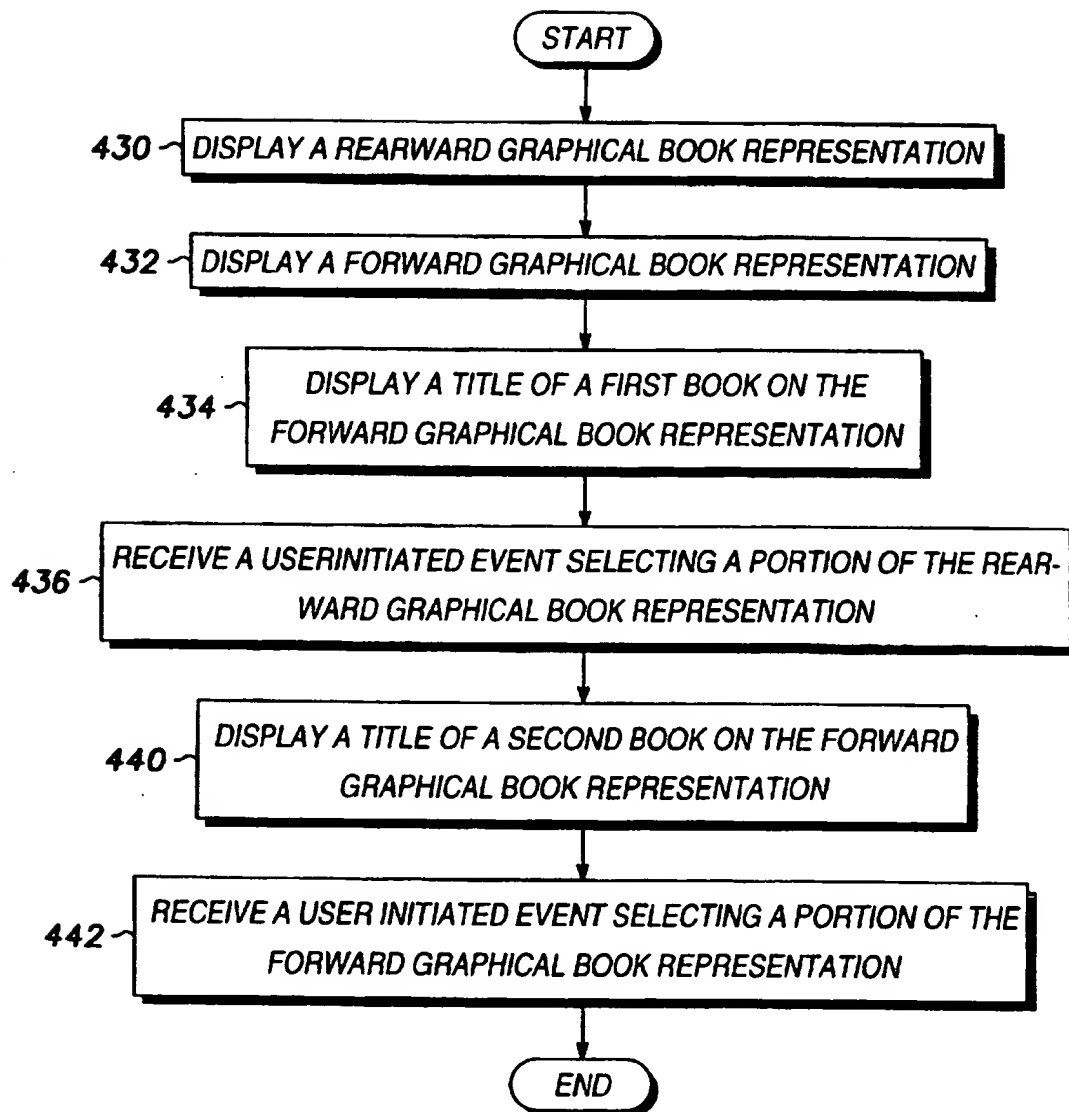 START
430 DISPLAY A REARWARD GRAPHICAL BOOK REPRESENTATION
432 DISPLAY A FORWARD GRAPHICAL BOOK REPRESENTATION
434 DISPLAY A TITLE OF A FIRST BOOK ON THE
FORWARD GRAPHICAL BOOK REPRESENTATION
436 RECEIVE A USERINITIATED EVENT SELECTING A PORTION OF THE REAR-
WARD GRAPHICAL BOOK REPRESENTATION
440 DISPLAY A TITLE OF A SECOND BOOK ON THE FORWARD
GRAPHICAL BOOK REPRESENTATION
442 RECEIVE A USER INITIATED EVENT SELECTING A PORTION OF THE
FORWARD GRAPHICAL BOOK REPRESENTATION
END